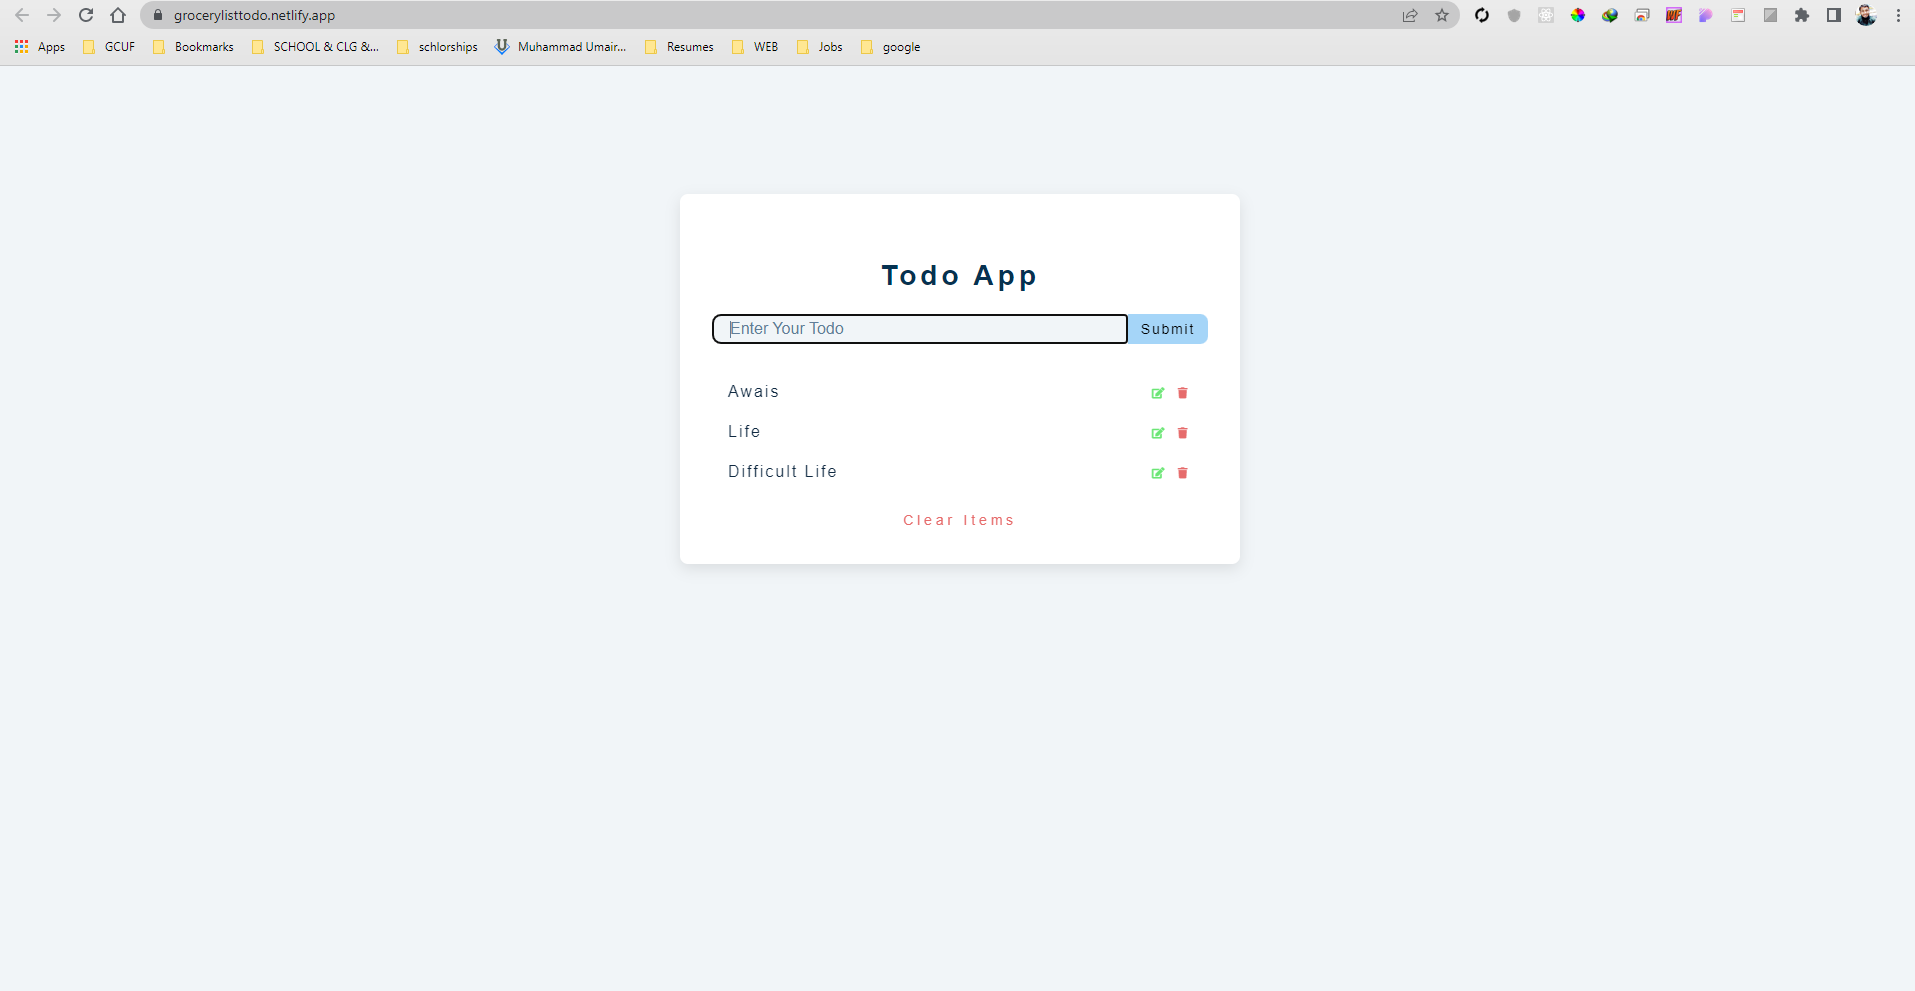 grocerylisttodo.netlify.app
Apps GCUF Bookmarks SCHOOL & CLG &... schlorships Muhammad Umair... Resumes WEB Jobs google
Todo App
Enter Your Todo Submit
Awais
Life
Difficult Life
Clear Items